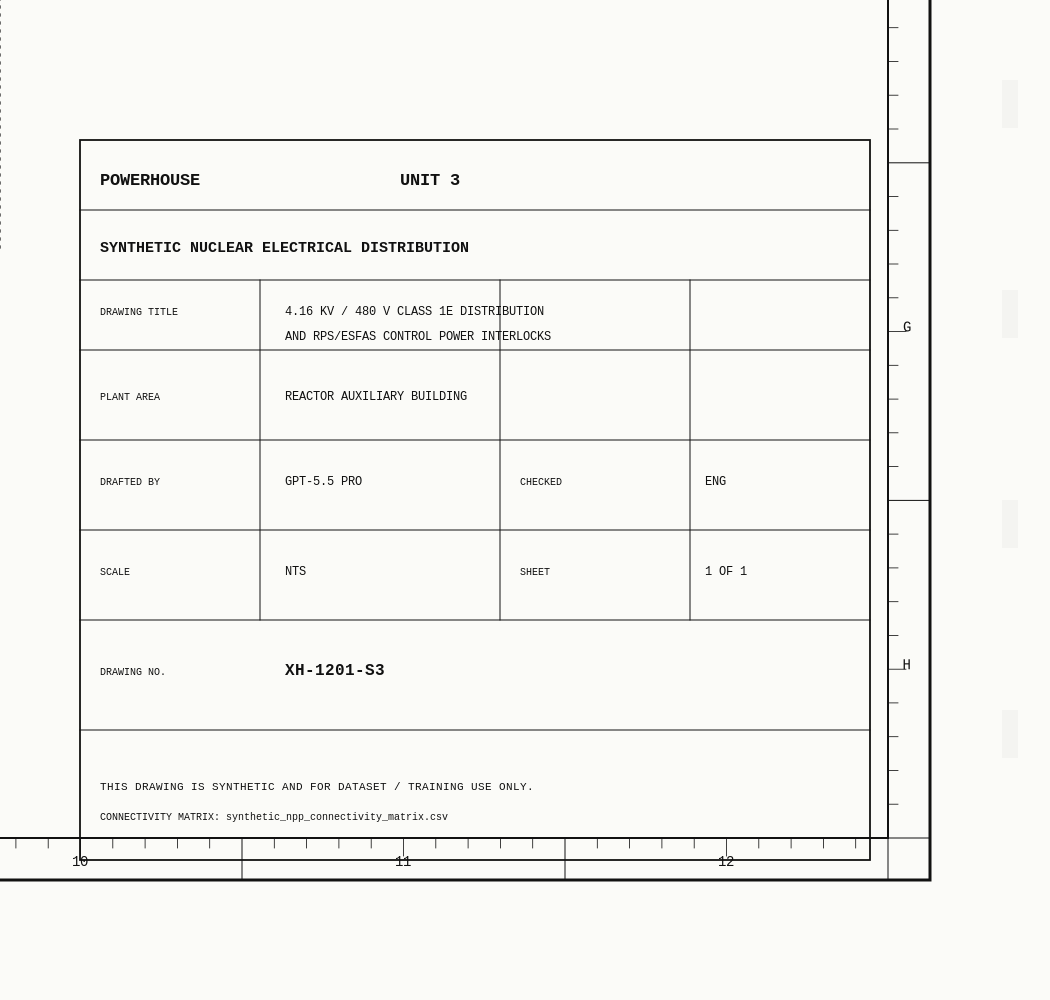 POWERHOUSE UNIT 3
SYNTHETIC NUCLEAR ELECTRICAL DISTRIBUTION
DRAWING TITLE 4.16 KV / 480 V CLASS 1E DISTRIBUTION
AND RPS/ESFAS CONTROL POWER INTERLOCKS
G
PLANT AREA REACTOR AUXILIARY BUILDING
DRAFTED BY GPT-5.5 PRO CHECKED ENG
SCALE NTS SHEET 1 OF 1
H
DRAWING NO. XH-1201-S3
THIS DRAWING IS SYNTHETIC AND FOR DATASET / TRAINING USE ONLY.
CONNECTIVITY MATRIX: synthetic_npp_connectivity_matrix.csv
10 11 12